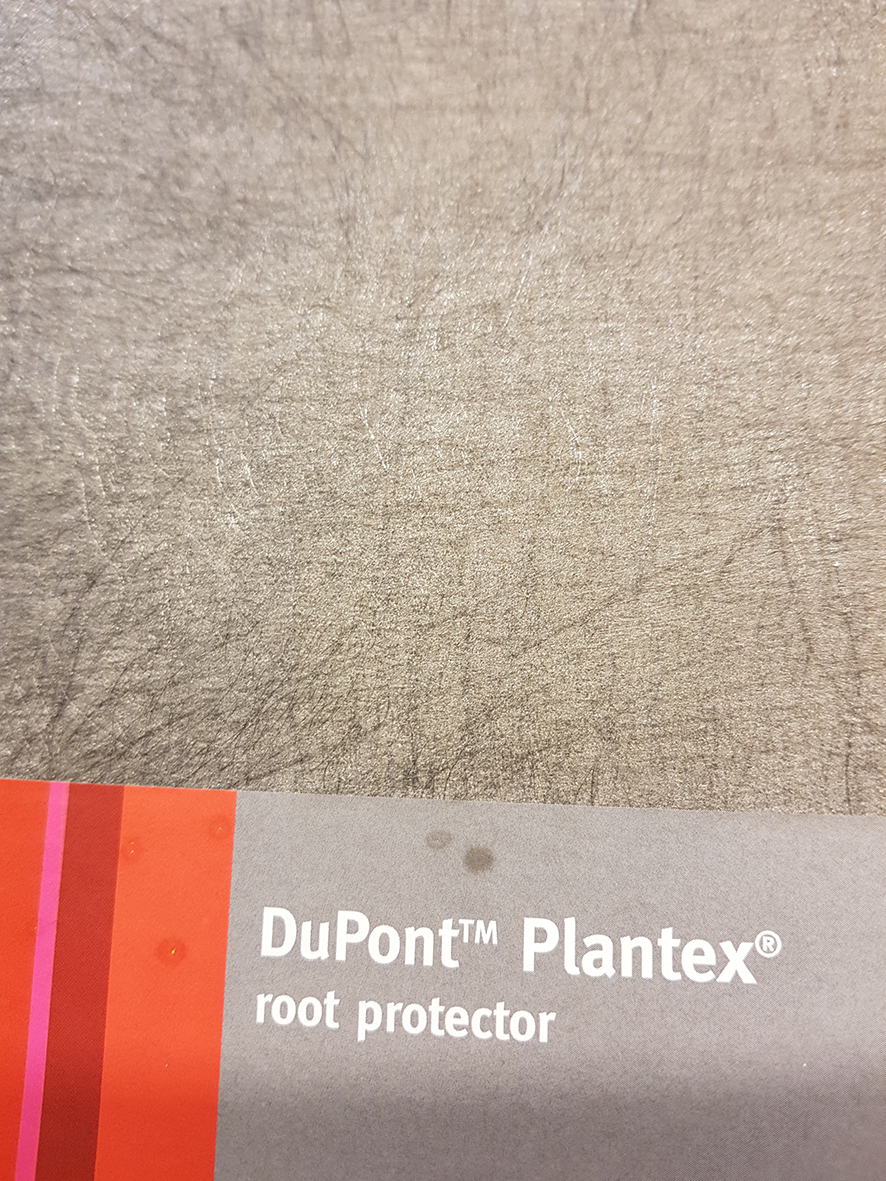 DuPont™ Plantex®
root protector